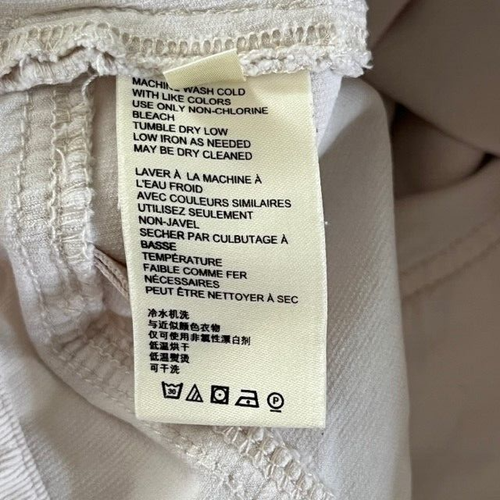 MACHINE WASH COLD
WITH LIKE COLORS
USE ONLY NON-CHLORINE
BLEACH
TUMBLE DRY LOW
LOW IRON AS NEEDED
MAY BE DRY CLEANED
LAVER À LA MACHINE À
L'EAU FROID
AVEC COULEURS SIMILAIRES
UTILISEZ SEULEMENT
NON-JAVEL
SECHER PAR CULBUTAGE À
BASSE
TEMPÉRATURE
FAIBLE COMME FER
NÉCESSAIRES
PEUT ÊTRE NETTOYER À SEC
冷水机洗
与近似颜色衣物
仅可使用非氯性漂白剂
低温烘干
低温熨烫
可干洗
30 P